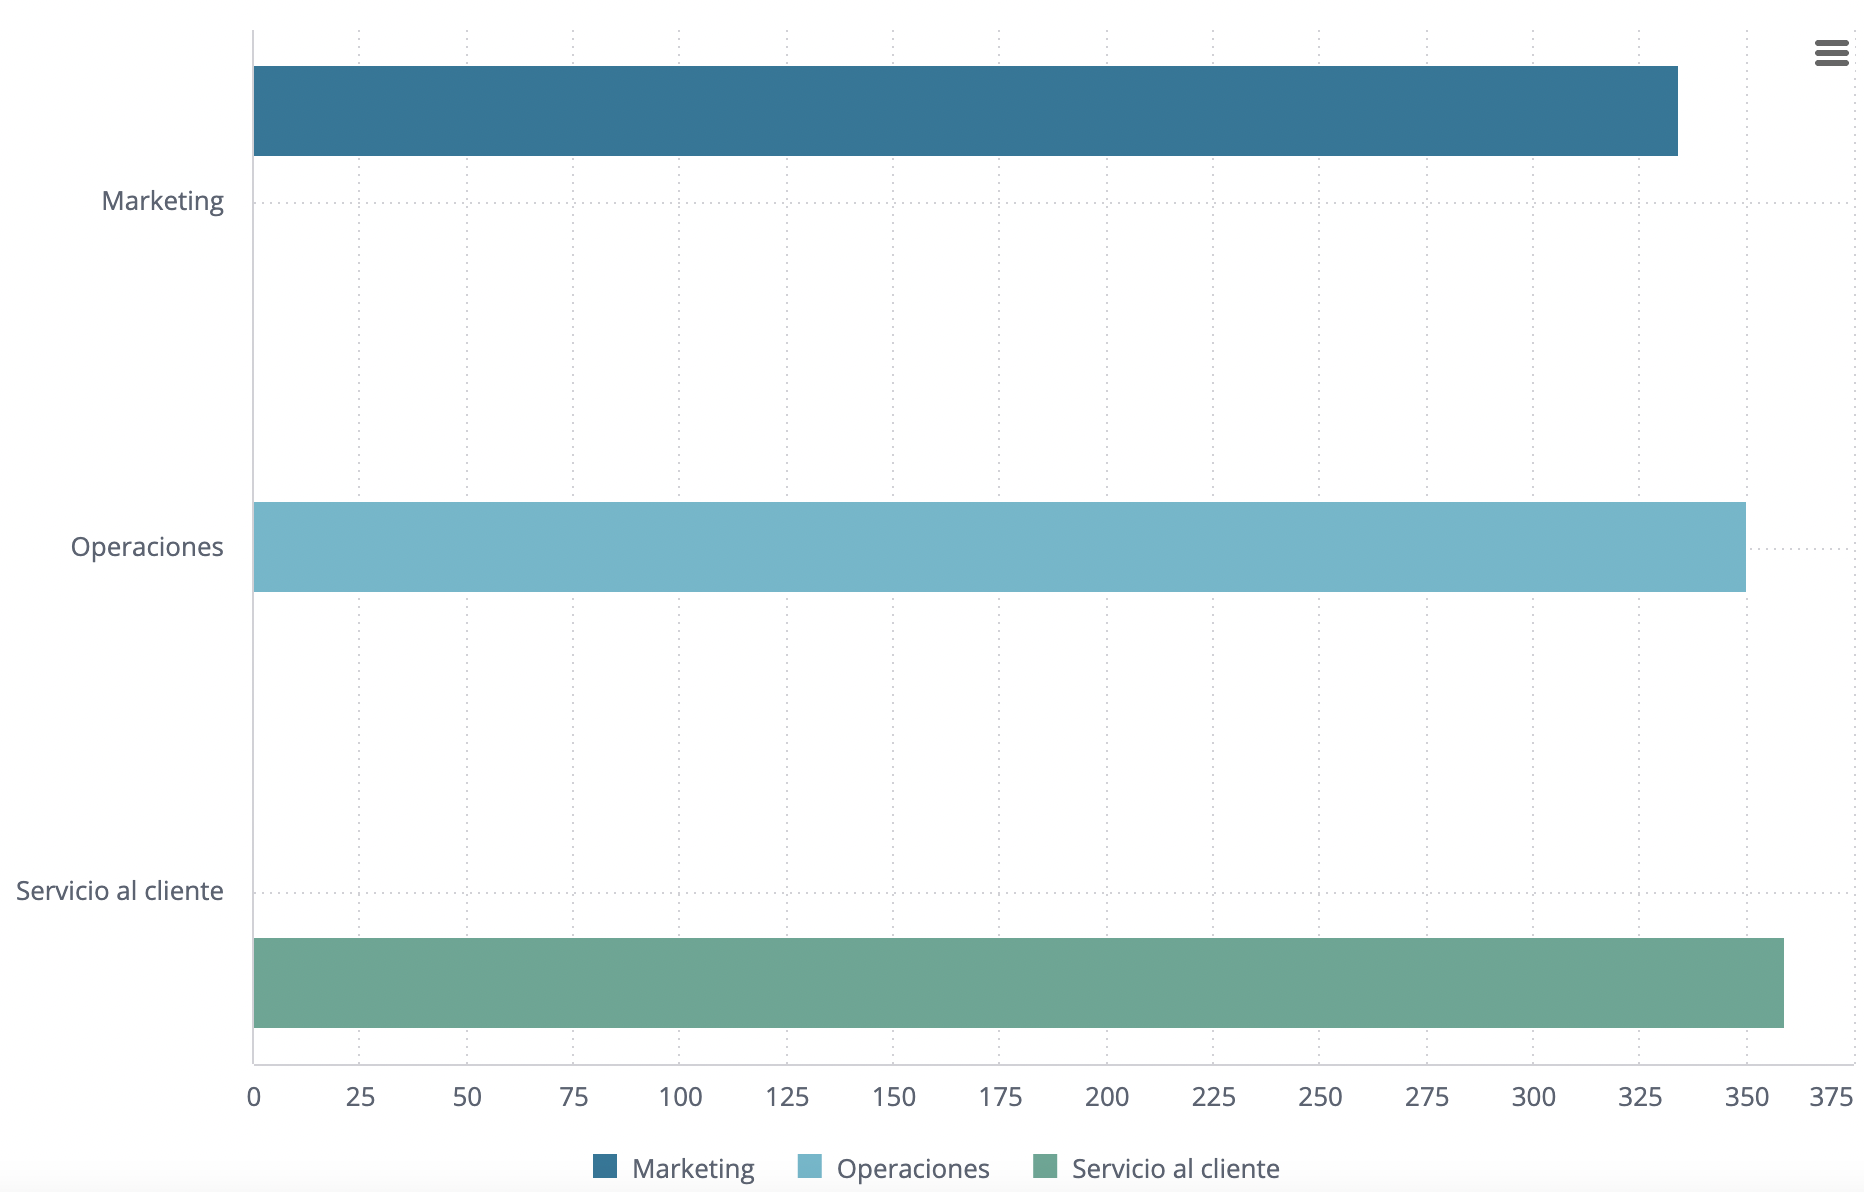 Marketing
Operaciones
Servicio al cliente
0 25 50 75 100 125 150 175 200 225 250 275 300 325 350 375
Marketing Operaciones Servicio al cliente